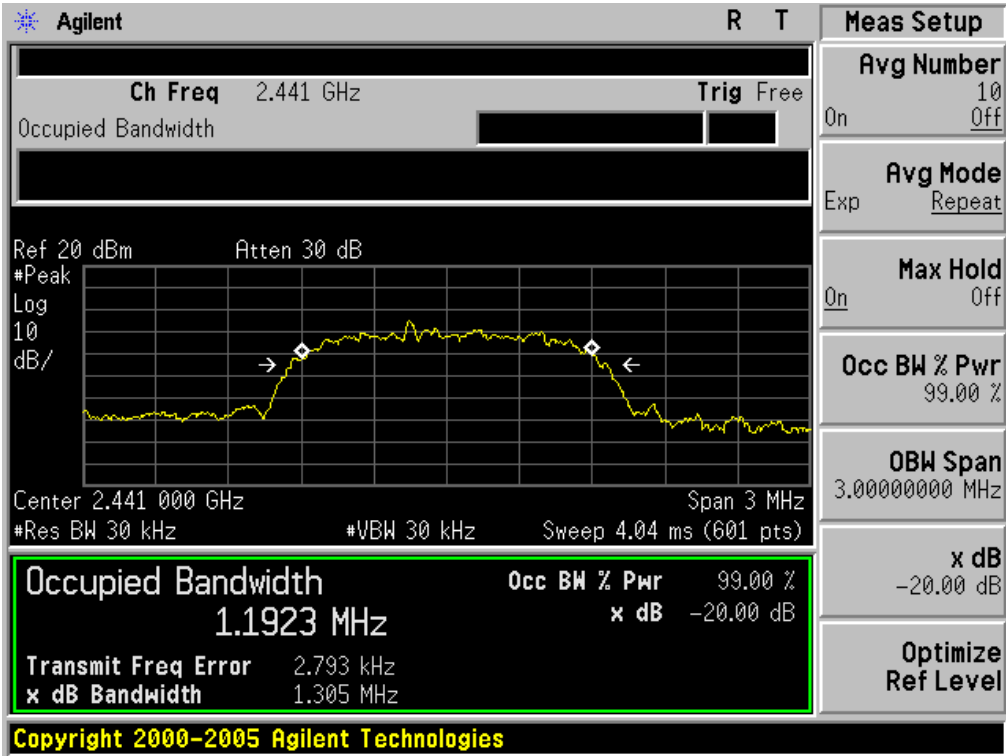 Agilent R T
Ch Freq 2.441 GHz Trig Free
Occupied Bandwidth
Ref 20 dBm Atten 30 dB
#Peak
Log
10
dB/
Center 2.441 000 GHz Span 3 MHz
#Res BW 30 kHz #VBW 30 kHz Sweep 4.04 ms (601 pts)
Occupied Bandwidth Occ BW % Pwr 99.00 %
1.1923 MHz x dB -20.00 dB
Transmit Freq Error 2.793 kHz
x dB Bandwidth 1.305 MHz
Copyright 2000-2005 Agilent Technologies
Meas Setup
Avg Number
10
On Off
Avg Mode
Exp Repeat
Max Hold
On Off
Occ BW % Pwr
99.00 %
OBW Span
3.00000000 MHz
x dB
-20.00 dB
Optimize
Ref Level